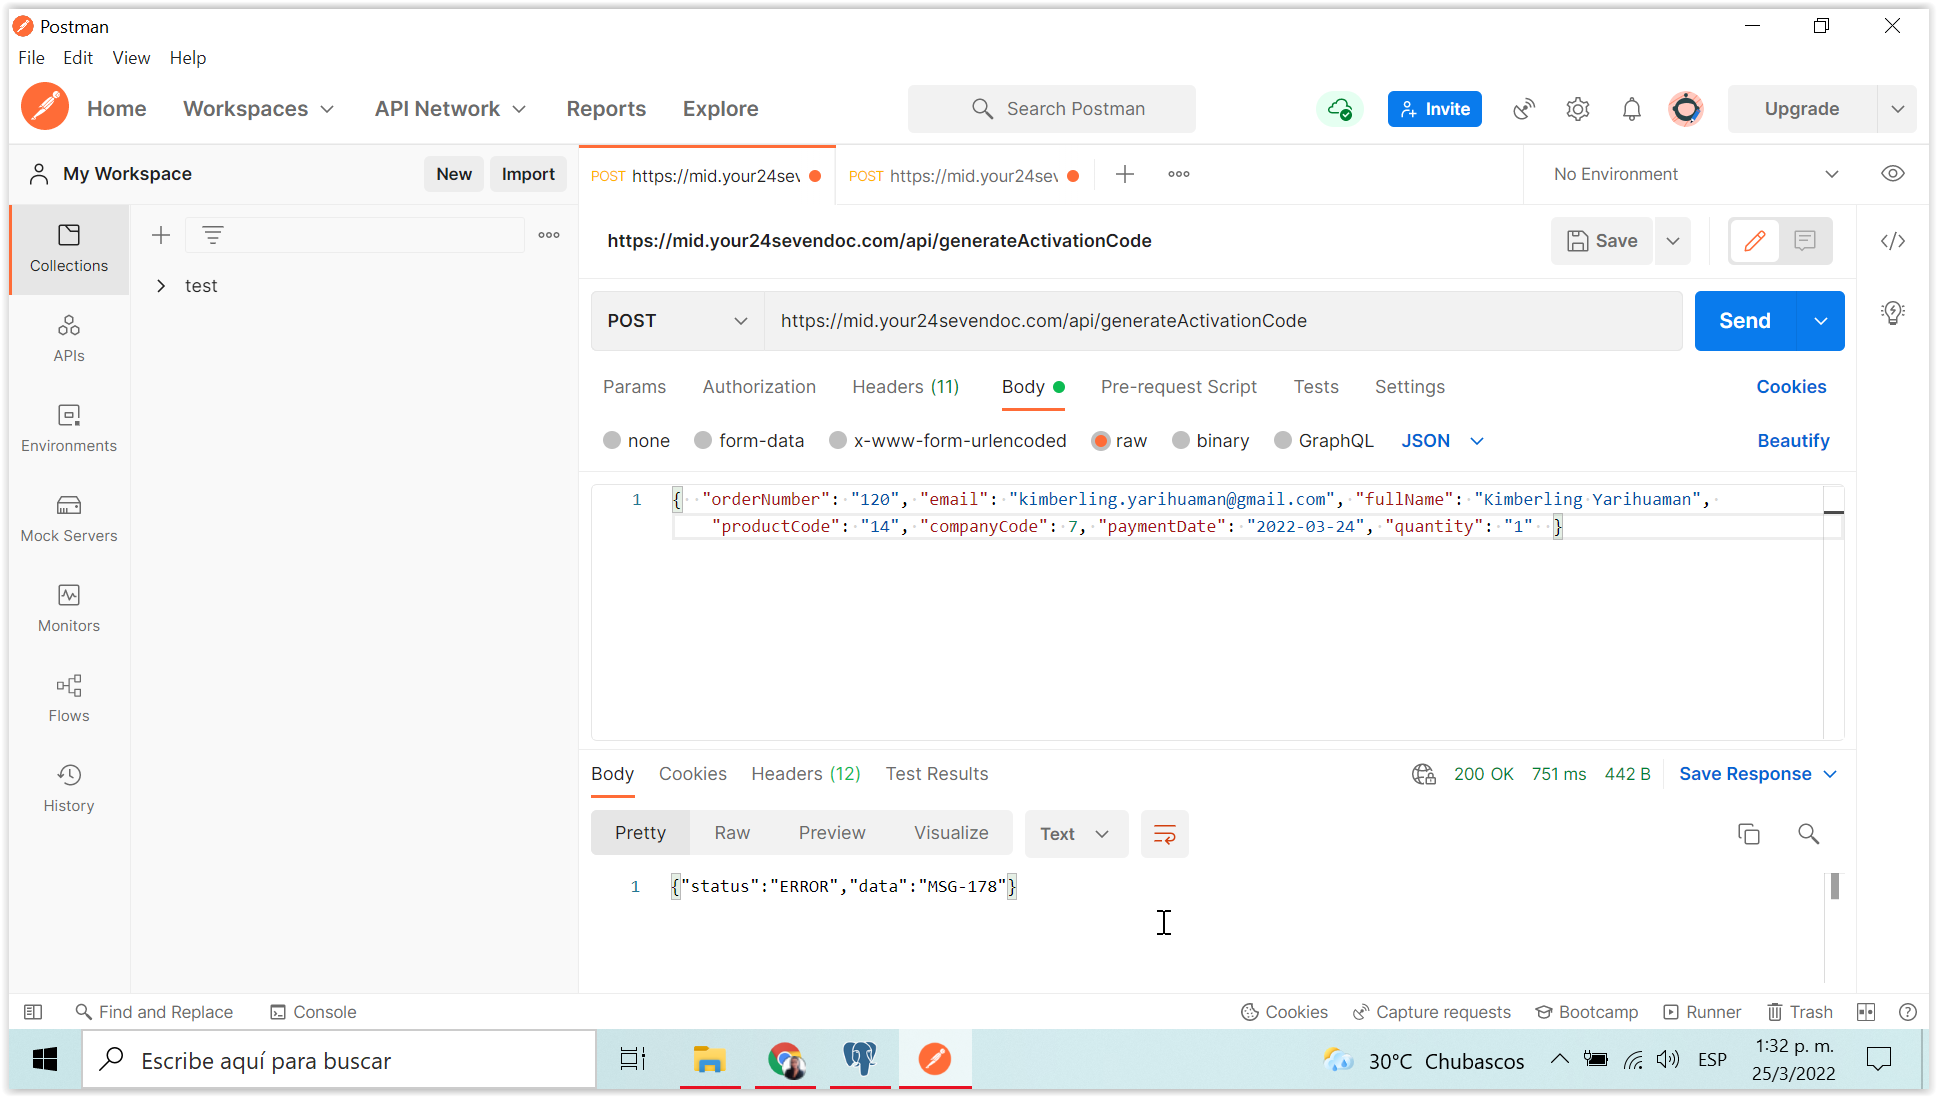 Postman
File Edit View Help
Home Workspaces API Network Reports Explore Search Postman Invite Upgrade
My Workspace New Import POST https://mid.your24sev POST https://mid.your24sev No Environment
Collections
APIs
Environments
Mock Servers
Monitors
Flows
History
test
https://mid.your24sevendoc.com/api/generateActivationCode Save
POST https://mid.your24sevendoc.com/api/generateActivationCode Send
Params Authorization Headers (11) Body Pre-request Script Tests Settings Cookies
none form-data x-www-form-urlencoded raw binary GraphQL JSON Beautify
1 { "orderNumber": "120", "email": "kimberling.yarihuaman@gmail.com", "fullName": "Kimberling Yarihuaman",
"productCode": "14", "companyCode": 7, "paymentDate": "2022-03-24", "quantity": "1" }
Body Cookies Headers (12) Test Results 200 OK 751 ms 442 B Save Response
Pretty Raw Preview Visualize Text
1 {"status":"ERROR","data":"MSG-178"}
Find and Replace Console Cookies Capture requests Bootcamp Runner Trash
Escribe aquí para buscar 30°C Chubascos ESP 1:32 p. m.
25/3/2022